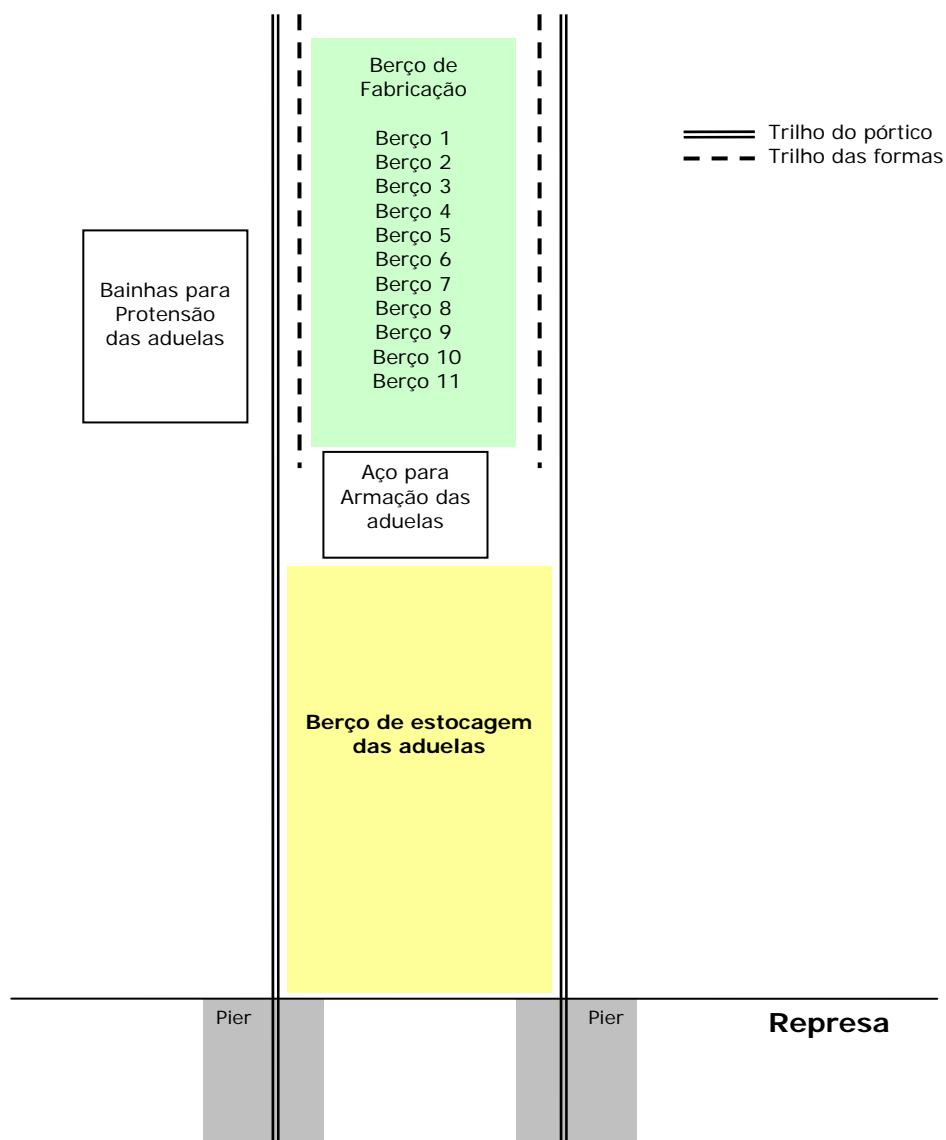 Berço de
Fabricação
Berço 1
Berço 2
Berço 3
Berço 4
Berço 5
Berço 6
Berço 7
Berço 8
Berço 9
Berço 10
Berço 11
Trilho do pórtico
Trilho das formas
Bainhas para
Protensão
das aduelas
Aço para
Armação das
aduelas
Berço de estocagem
das aduelas
Pier
Pier
Represa